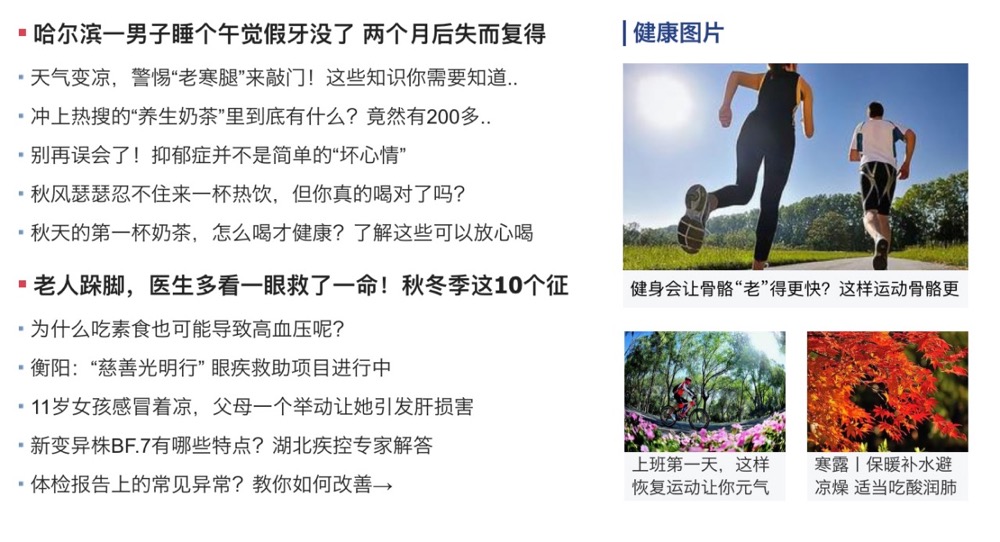 哈尔滨一男子睡个午觉假牙没了 两个月后失而复得
天气变凉，警惕“老寒腿”来敲门！这些知识你需要知道..
冲上热搜的“养生奶茶”里到底有什么？竟然有200多..
别再误会了！抑郁症并不是简单的“坏心情”
秋风瑟瑟忍不住来一杯热饮，但你真的喝对了吗？
秋天的第一杯奶茶，怎么喝才健康？了解这些可以放心喝
老人跺脚，医生多看一眼救了一命！秋冬季这10个征
为什么吃素食也可能导致高血压呢？
衡阳：“慈善光明行” 眼疾救助项目进行中
11岁女孩感冒着凉，父母一个举动让她引发肝损害
新变异株BF.7有哪些特点？湖北疾控专家解答
体检报告上的常见异常？教你如何改善→
健康图片
健身会让骨骼“老”得更快？这样运动骨骼更
上班第一天，这样
恢复运动让你元气
寒露丨保暖补水避
凉燥 适当吃酸润肺